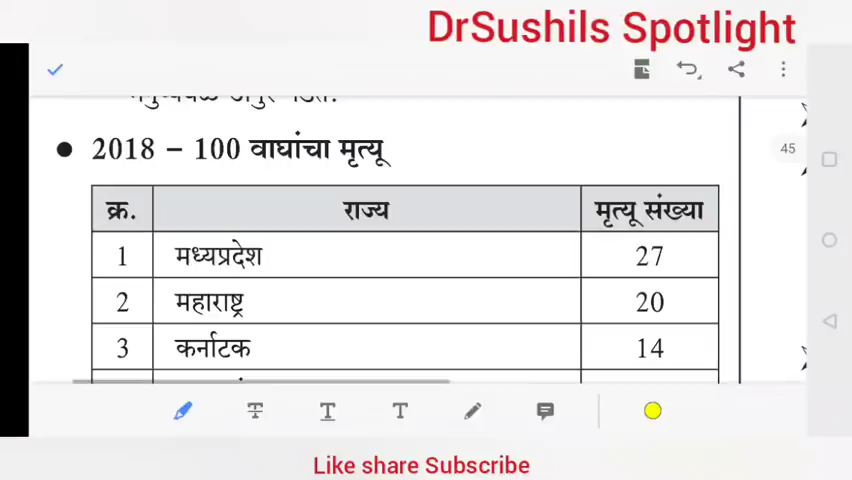 DrSushils Spotlight
● 2018 – 100 वाघांचा मृत्यू
45
क्र. राज्य मृत्यू संख्या
1 मध्यप्रदेश 27
2 महाराष्ट्र 20
3 कर्नाटक 14
T T T
Like share Subscribe